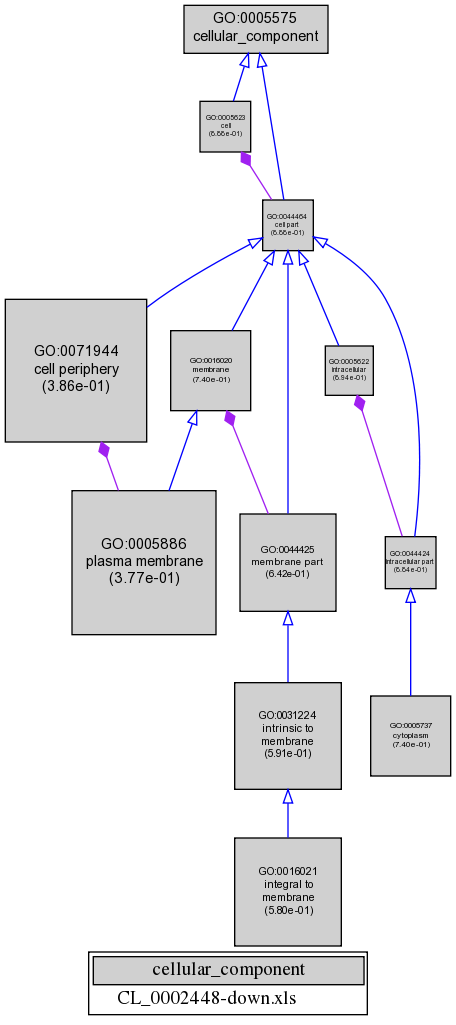 GO:0005575
cellular_component
GO:0005623
cell
(6.66e-01)
GO:0044464
cell part
(6.66e-01)
GO:0071944
cell periphery
(3.86e-01)
GO:0016020
membrane
(7.40e-01)
GO:0005622
intracellular
(6.94e-01)
GO:0005886
plasma membrane
(3.77e-01)
GO:0044425
membrane part
(6.42e-01)
GO:0044424
intracellular part
(6.84e-01)
GO:0031224
intrinsic to
membrane
(5.91e-01)
GO:0005737
cytoplasm
(7.40e-01)
GO:0016021
integral to
membrane
(5.80e-01)
cellular_component
CL_0002448-down.xls